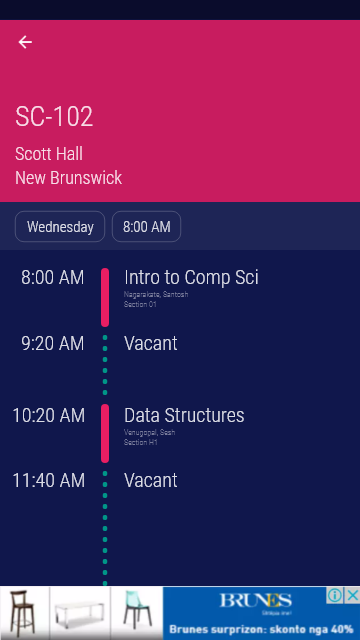 SC-102
Scott Hall
New Brunswick
Wednesday
8:00 AM
8:00 AM
Intro to Comp Sci
Nagarakate, Santosh
Section 01
9:20 AM
Vacant
10:20 AM
Data Structures
Venugopal, Sesh
Section H1
11:40 AM
Vacant
BRUNES
Brunes surprizon: skonto nga 40%